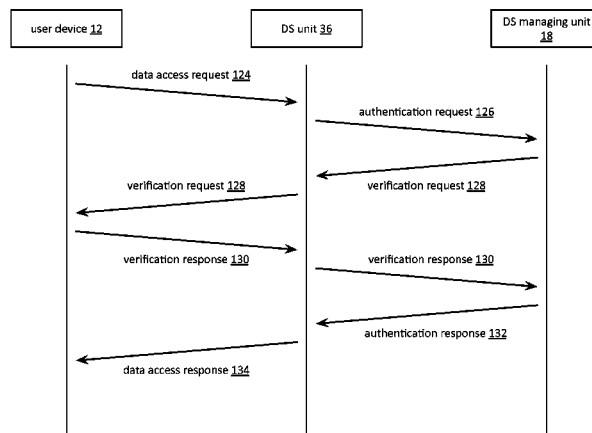 user device 12
DS unit 36
DS managing unit
18
data access request 124
authentication request 126
verification request 128
verification request 128
verification response 130
verification response 130
authentication response 132
data access response 134